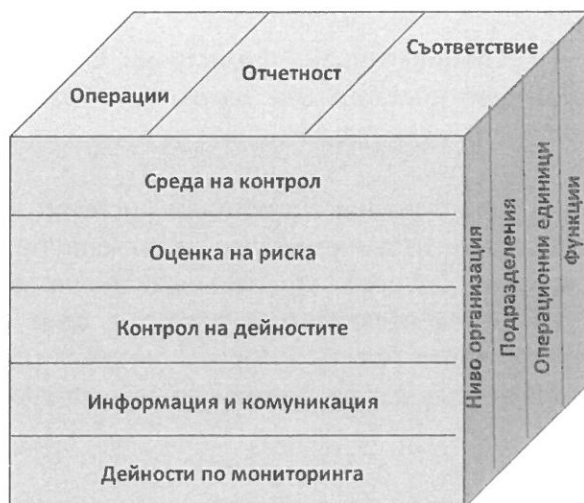 Операции
Отчетност
Съответствие
Среда на контрол
Оценка на риска
Контрол на дейностите
Информация и комуникация
Дейности по мониторинга
Ниво организация
Подразделения
Операционни единици
Функции